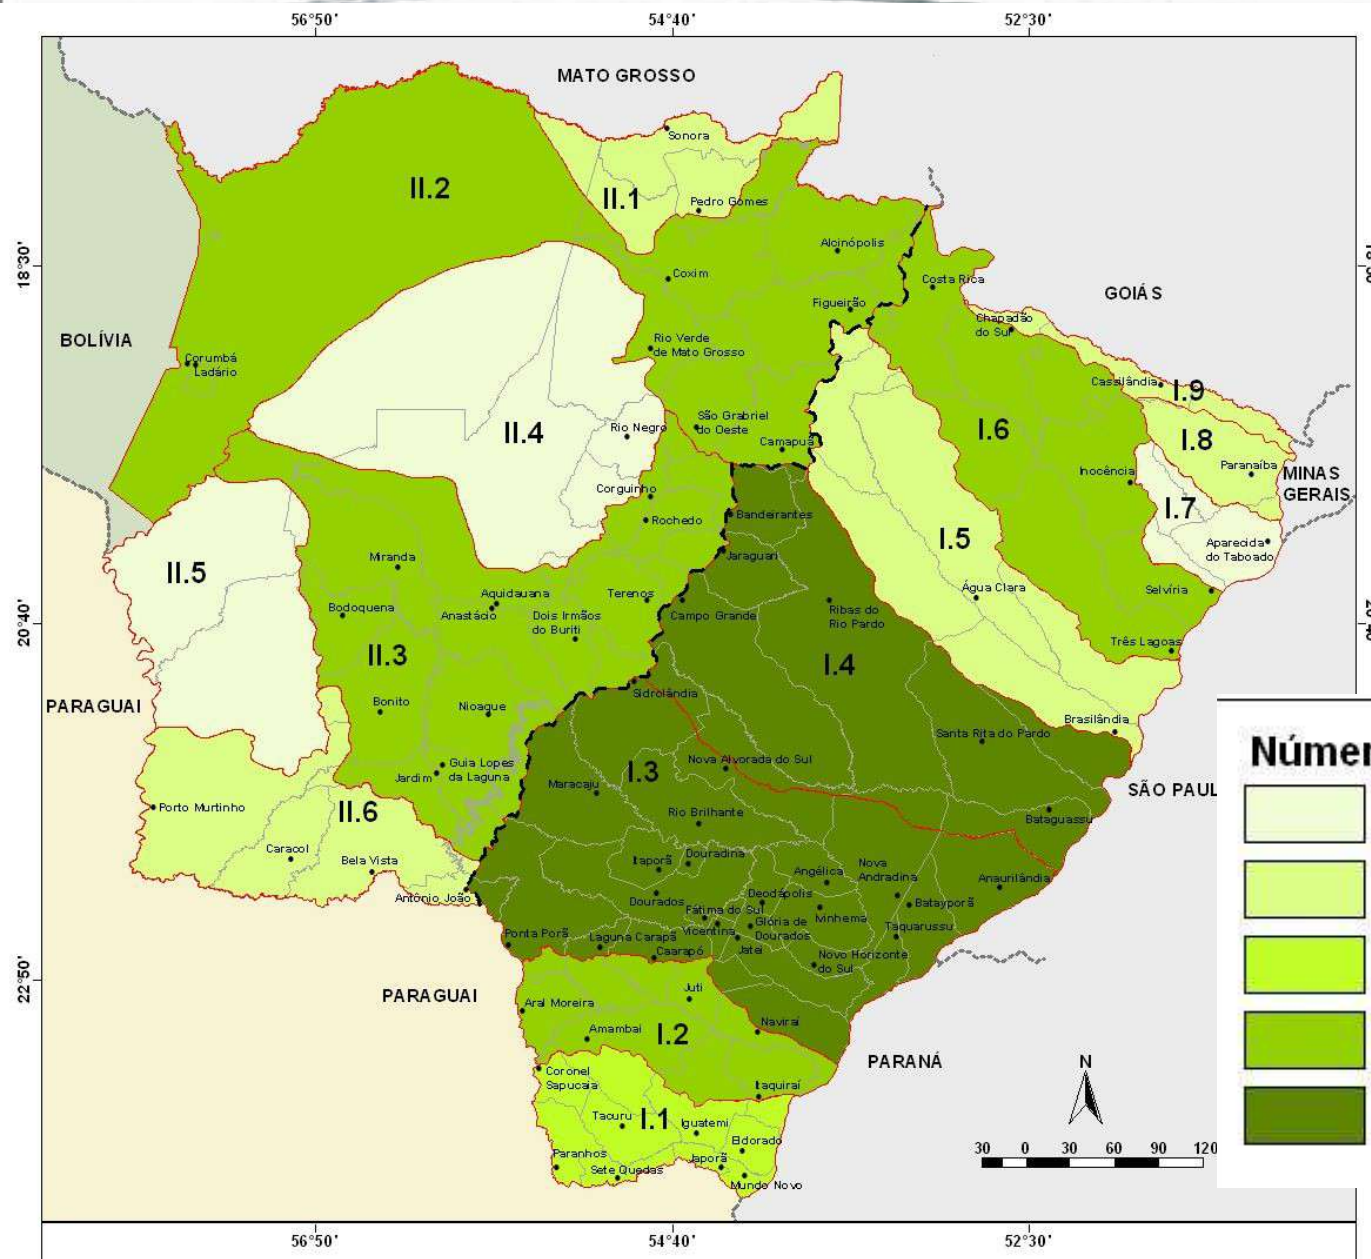 56°50'
54°40'
52°30'
MATO GROSSO
Sonora
II.2
II.1
Pedro Gomes
Alcinópolis
18°30'
Coxim
Costa Rica
GOIÁS
Figueirão
Chapadão
do Sul
BOLÍVIA
Rio Verde
de Mato Grosso
Corumbá
Ladário
Cassilândia
I.9
São Grabriel
do Oeste
II.4
Rio Negro
I.6
I.8
Camapuã
Paranaíba
Inocência
MINAS
GERAIS
Corguinho
I.7
Rochedo
Bandeirantes
I.5
Aparecida
do Taboado
Jaraguari
Miranda
II.5
Água Clara
Selvíria
Aquidauana
Terenos
Bodoquena
Anastácio
Dois Irmãos
do Buriti
Campo Grande
Ribas do
Rio Pardo
20°40'
Três Lagoas
II.3
I.4
Sidrolândia
PARAGUAI
Bonito
Nioaque
Brasilândia
Santa Rita do Pardo
Númer
Guia Lopes
da Laguna
Jardim
Nova Alvorada do Sul
I.3
Maracaju
SÃO PAUL
Porto Murtinho
II.6
Rio Brilhante
Bataguassu
Caracol
Bela Vista
Itaporã
Douradina
Angélica
Nova
Andradina
Anaurilândia
Antônio João
Dourados
Deodápolis
Batayporã
Fátima do Sul
Ivinhema
Vicentina
Glória de
Dourados
Taquarussu
Ponta Porã
Laguna Carapã
Jateí
Caarapó
Novo Horizonte
do Sul
22°50'
PARAGUAI
Juti
Aral Moreira
Naviraí
Amambai
I.2
PARANÁ
N
Coronel
Sapucaia
Itaquiraí
Tacuru
I.1
Iguatemi
Eldorado
Paranhos
Japorã
Sete Quedas
Mundo Novo
30 0 30 60 90 120
56°50'
54°40'
52°30'